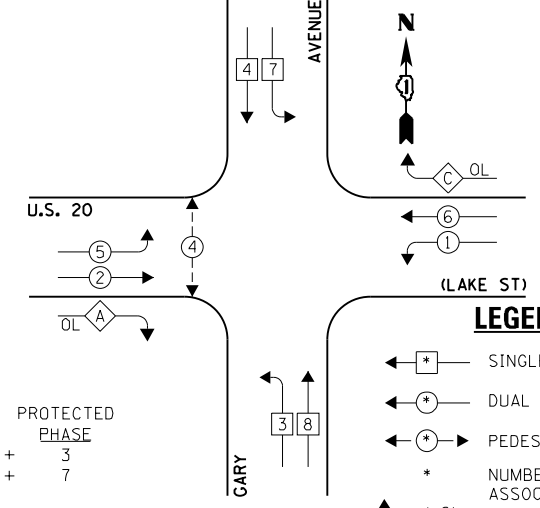 AVENUE
N
4 7
C OL
U.S. 20
6
5
4
1
2
(LAKE ST)
A
OL
LEGE
* SINGL
PROTECTED
PHASE
+ 3
+ 7
3 8
* DUAL
* PEDES
* NUMBE
ASSOC
GARY